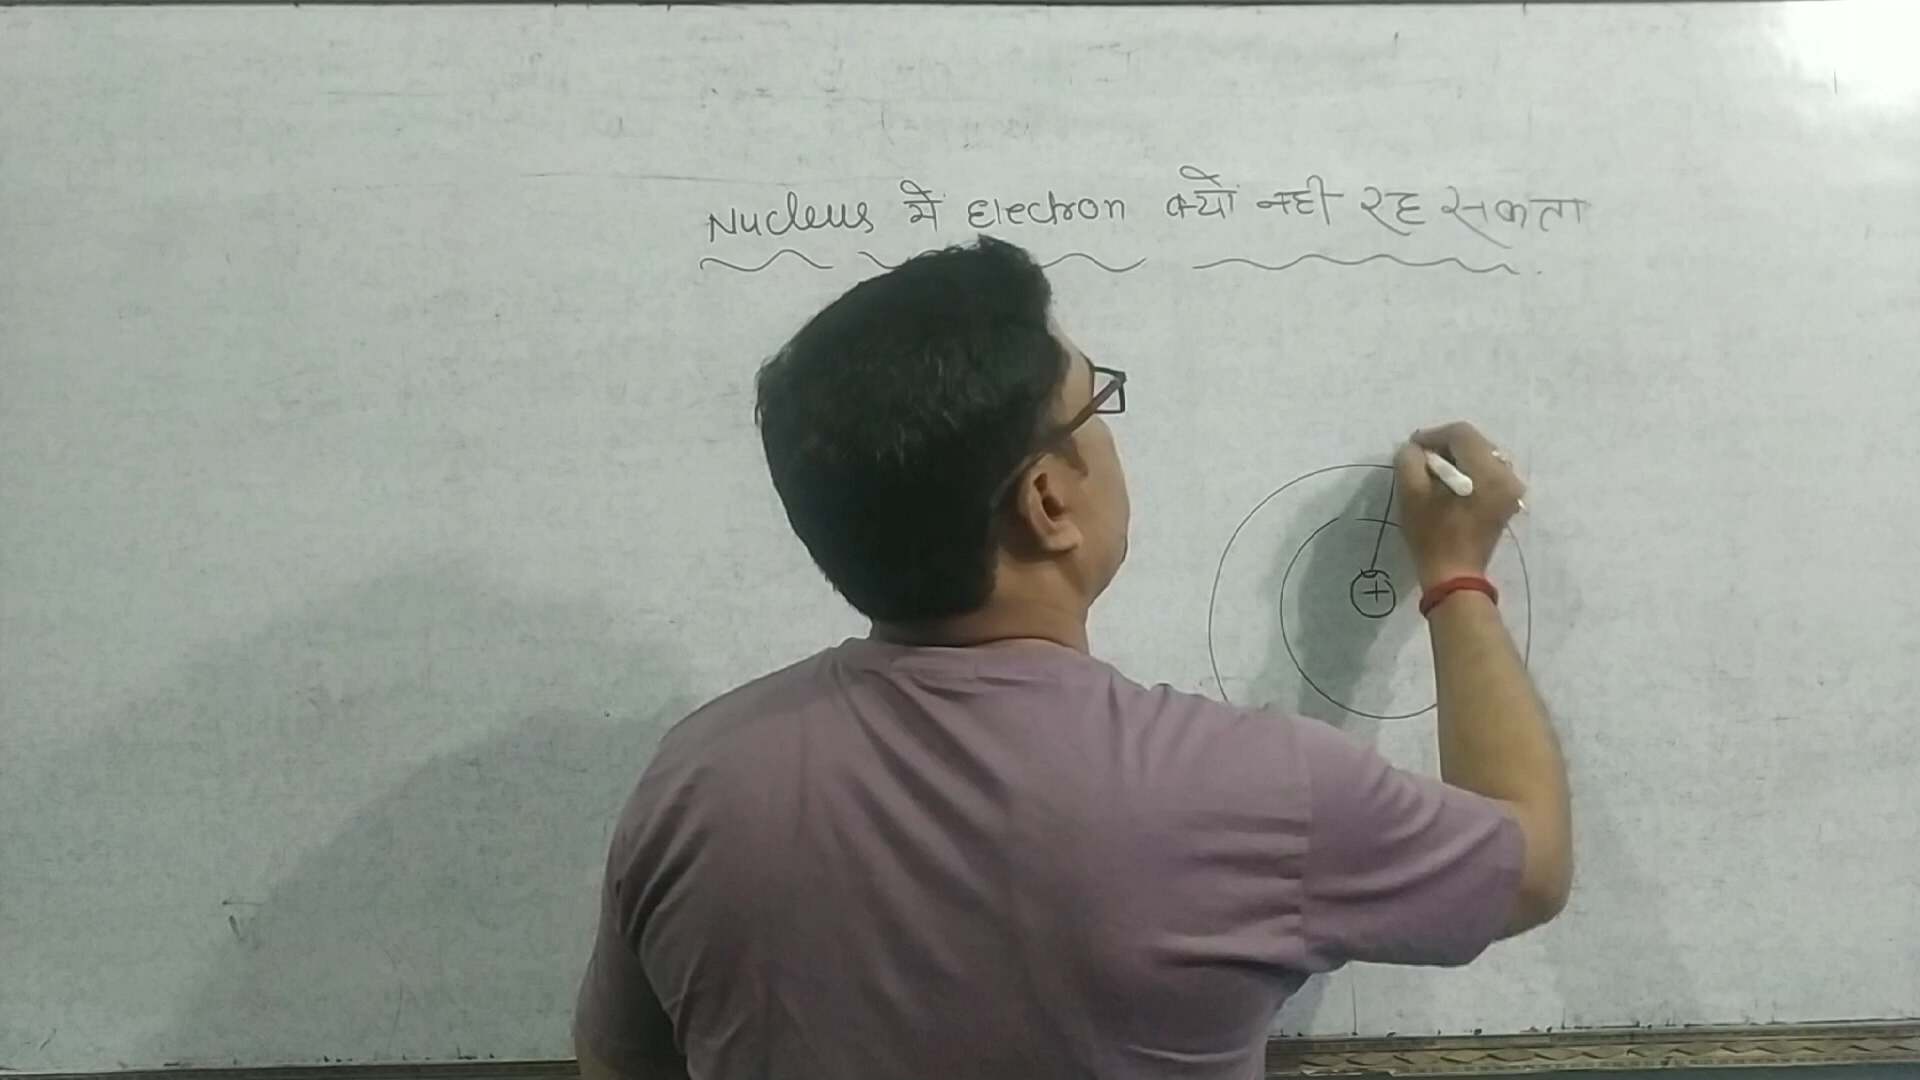 Nucleus में Electron क्यों नही रह सकता
+